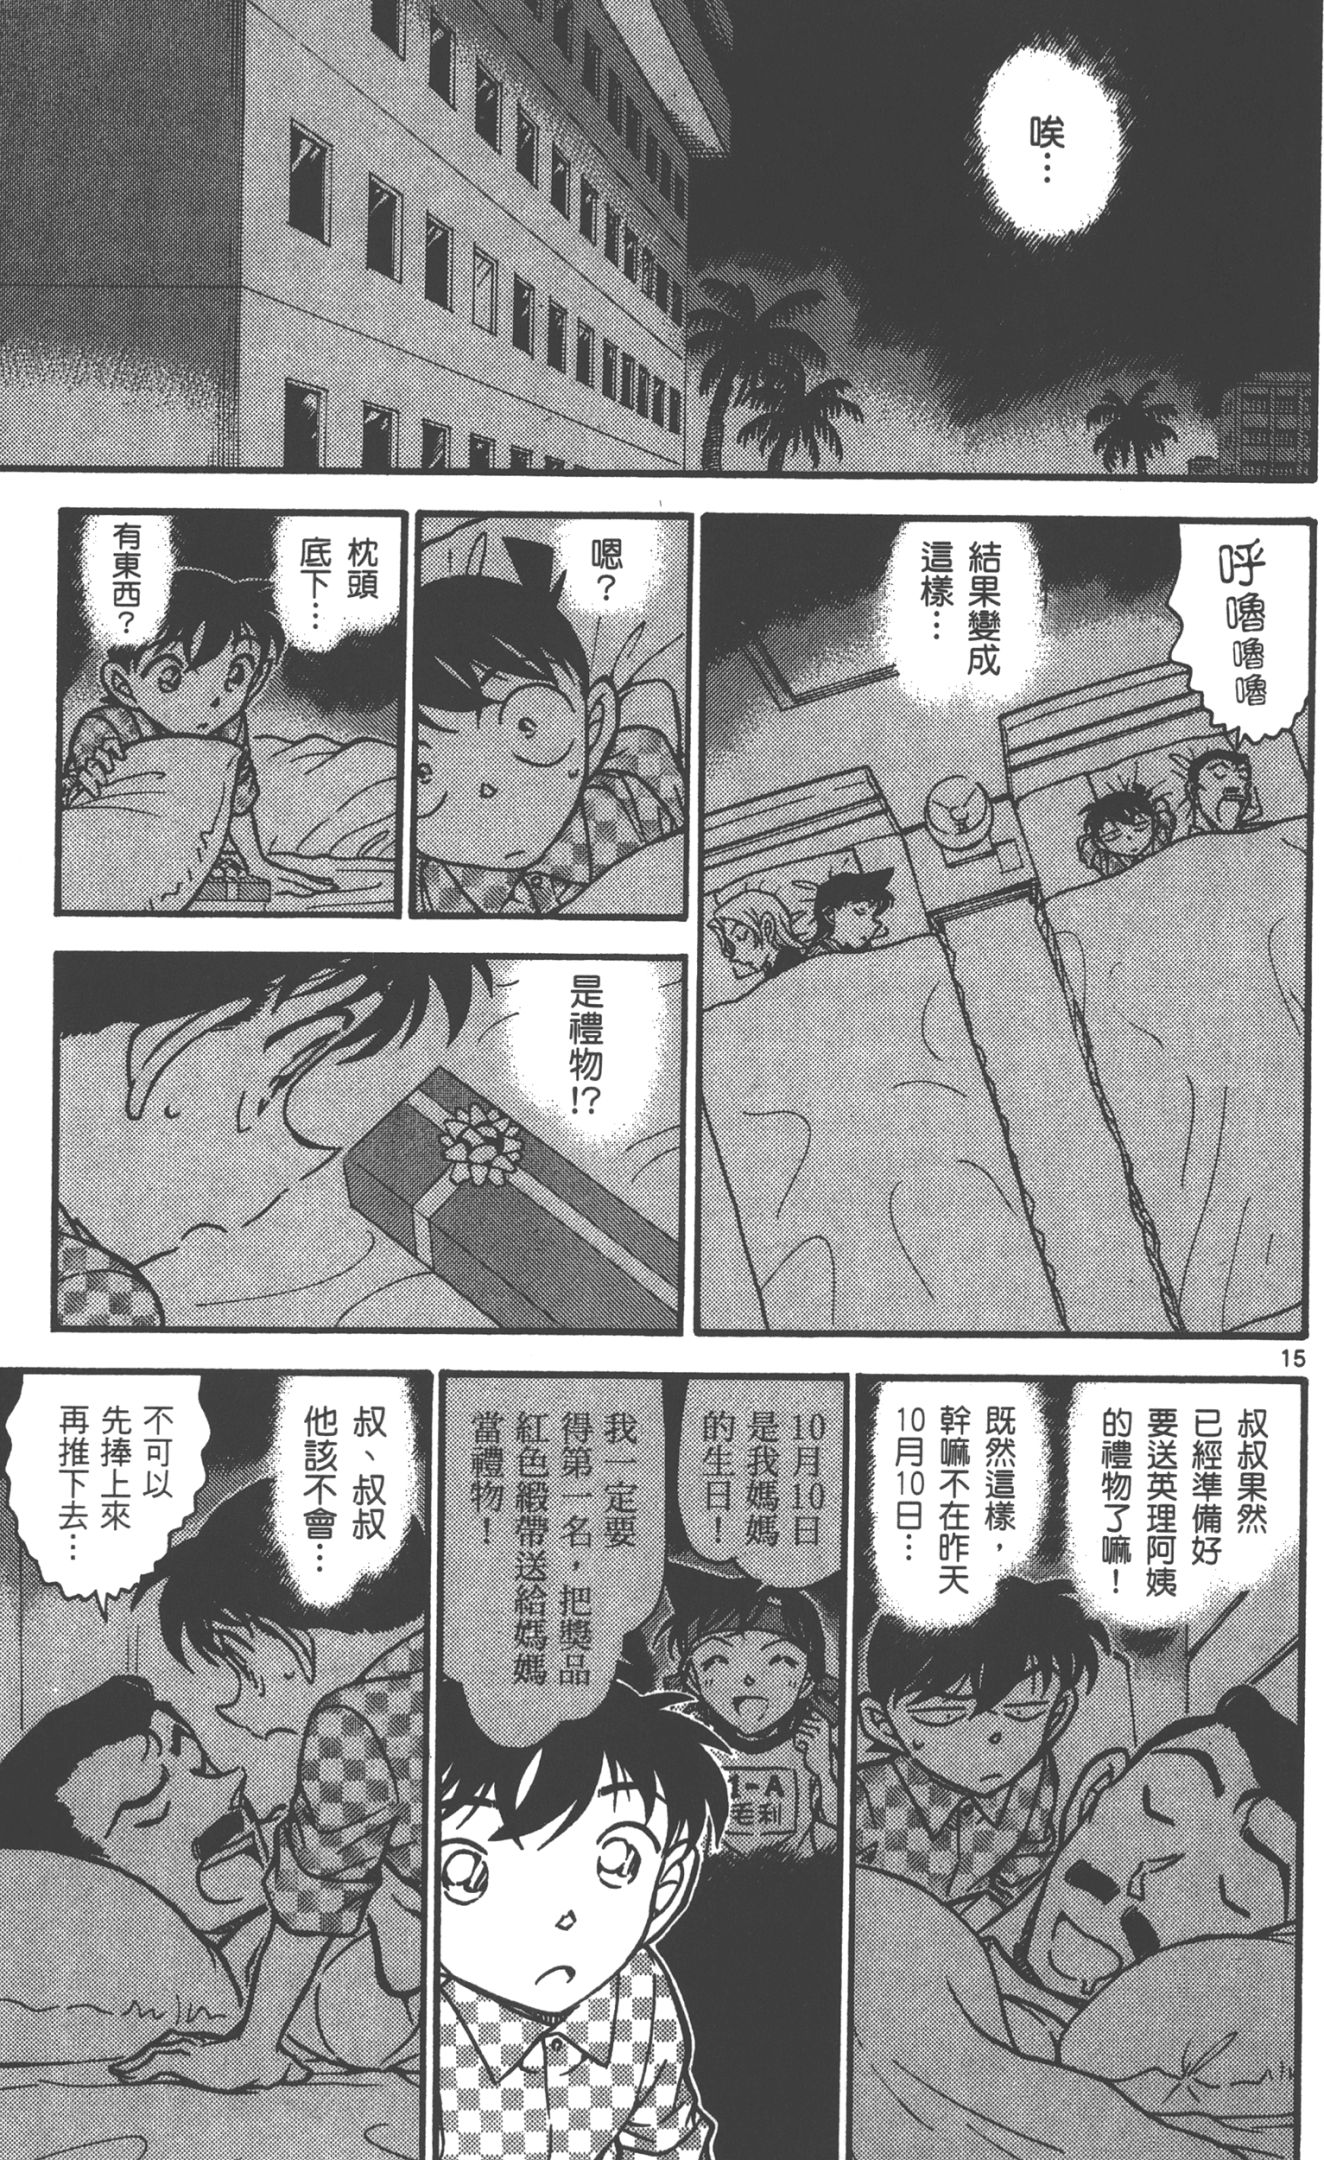 唉…
呼嚕嚕嚕
結果變成
這樣…
嗯？
枕頭
底下…
有東西？
是禮物!?
15
叔叔果然
已經準備好
要送英理阿姨
的禮物了嘛！
既然這樣，
幹嘛不在昨天
10月10日…
10月10日
是我媽媽
的生日！
我一定要
得第一名，把獎品
紅色緞帶送給媽媽
當禮物！
1-A
毛利
叔、叔叔
他該不會…
不可以
先捧上來
再推下去…